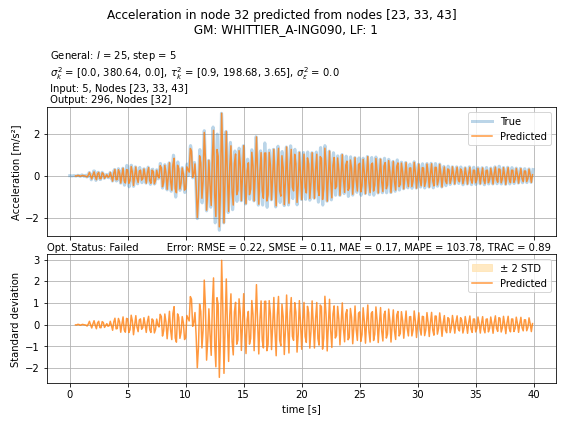 Acceleration in node 32 predicted from nodes [23, 33, 43]
GM: WHITTIER_A-ING090, LF: 1
General: l = 25, step = 5
σ²ₖ = [0.0, 380.64, 0.0], τ²ₖ = [0.9, 198.68, 3.65], σ²ₑ = 0.0
Input: 5, Nodes [23, 33, 43]
Output: 296, Nodes [32]
Acceleration [m/s²]
2
0
−2
True
Predicted
Opt. Status: Failed Error: RMSE = 0.22, SMSE = 0.11, MAE = 0.17, MAPE = 103.78, TRAC = 0.89
Standard deviation
3
2
1
0
−1
−2
± 2 STD
Predicted
0 5 10 15 20 25 30 35 40
time [s]